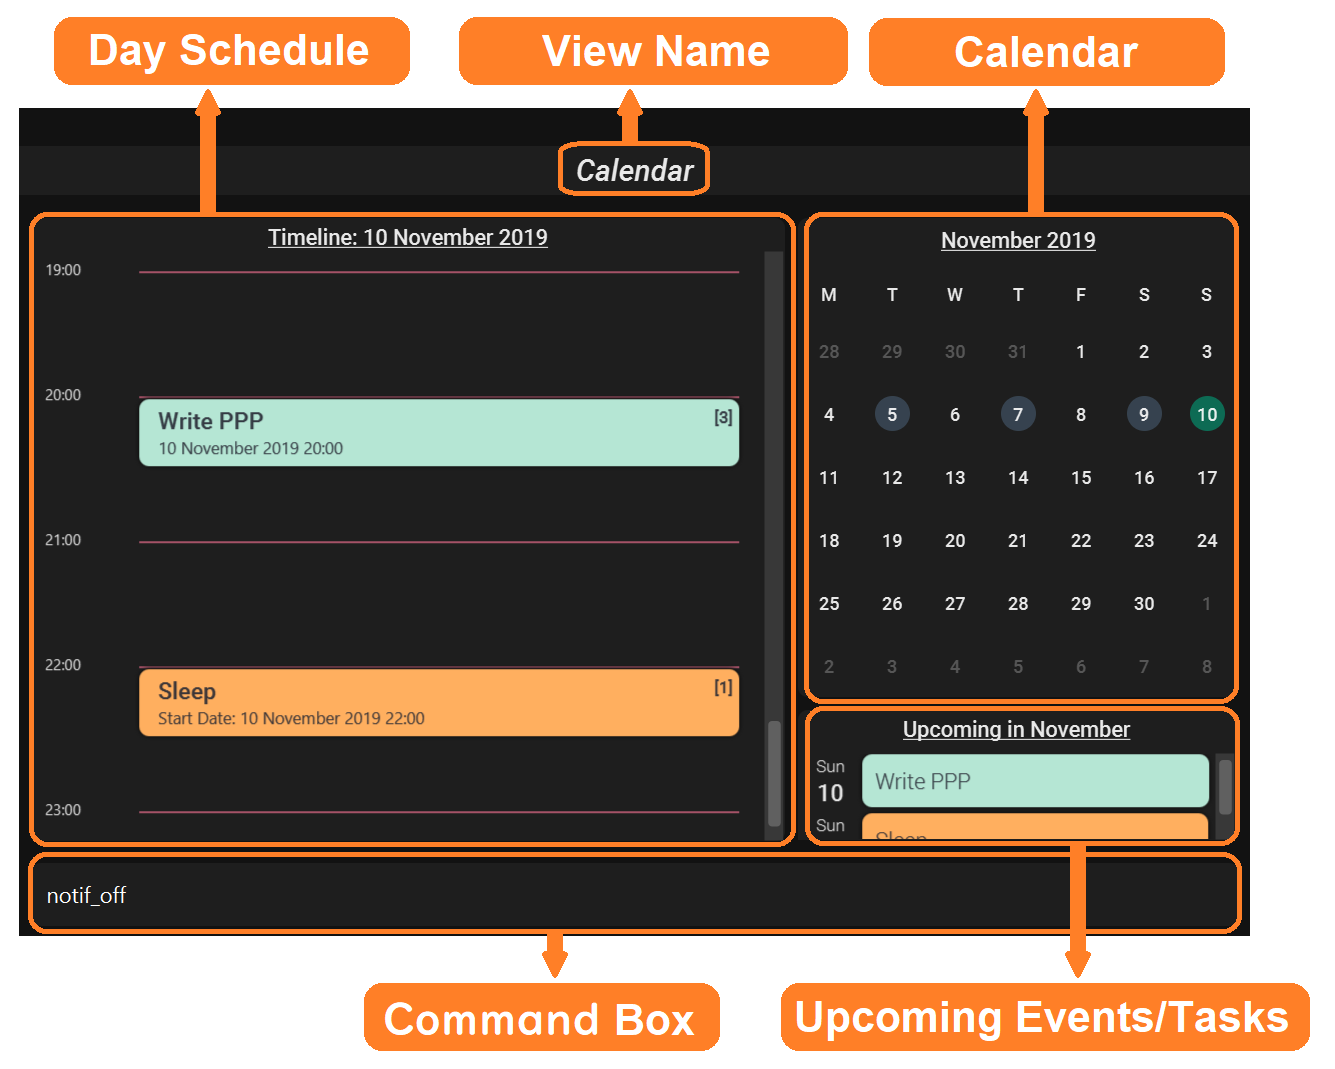 Day Schedule
View Name
Calendar
Calendar
Timeline: 10 November 2019
19:00
20:00
Write PPP
[3]
10 November 2019 20:00
21:00
22:00
Sleep
[1]
Start Date: 10 November 2019 22:00
23:00
November 2019
M T W T F S S
28 29 30 31 1 2 3
4 5 6 7 8 9 10
11 12 13 14 15 16 17
18 19 20 21 22 23 24
25 26 27 28 29 30 1
2 3 4 5 6 7 8
Upcoming in November
Sun
10
Write PPP
Sun
Sleep
notif_off
Command Box
Upcoming Events/Tasks